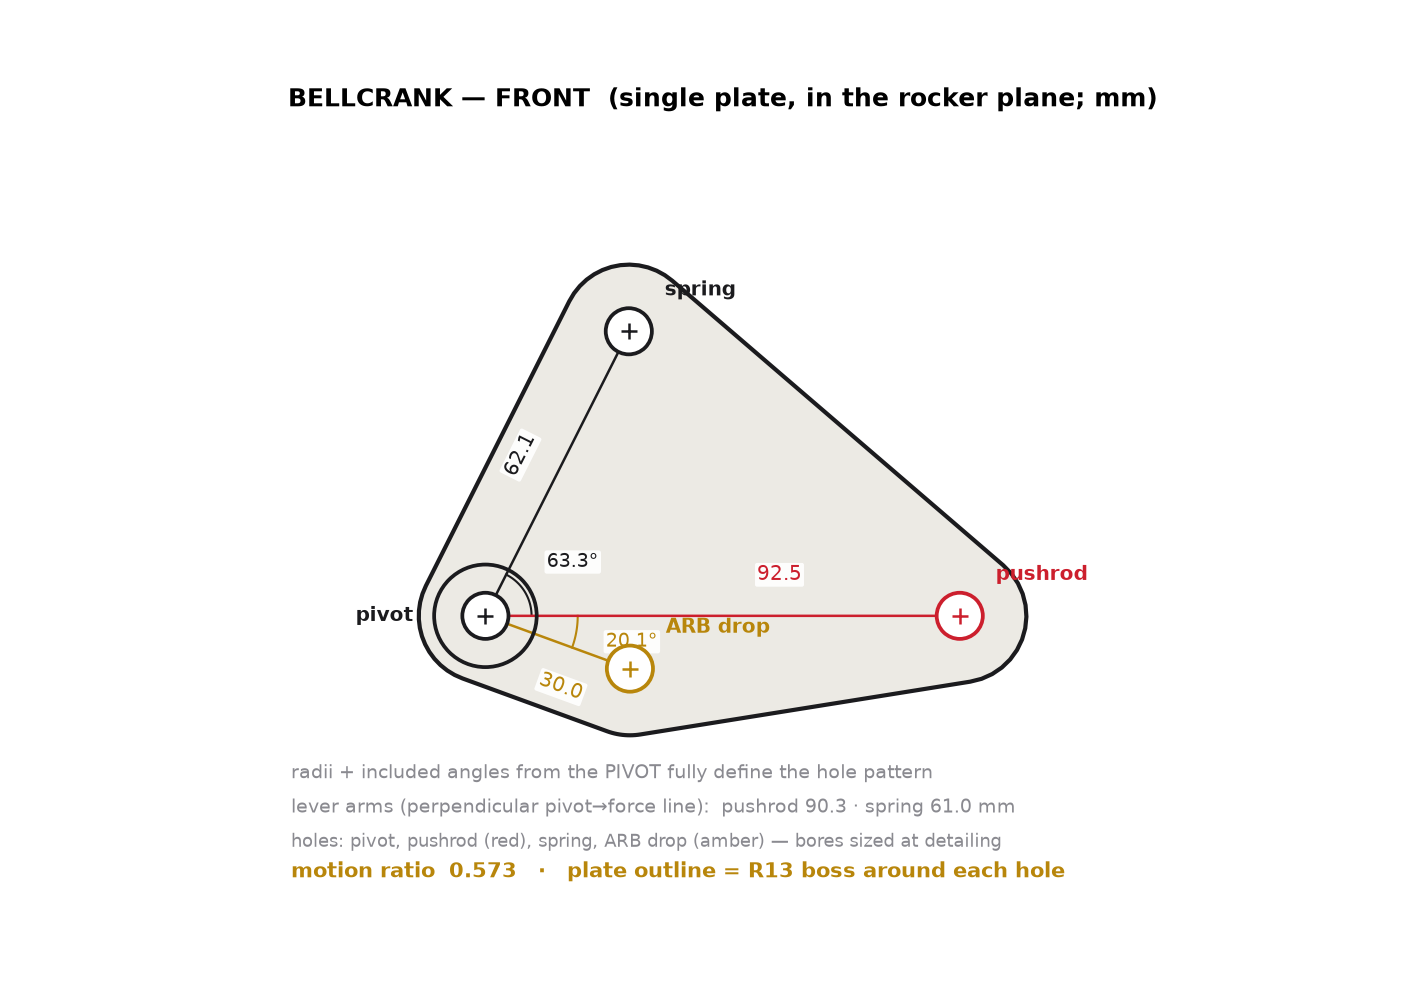 BELLCRANK — FRONT  (single plate, in the rocker plane; mm)
spring
62.1
63.3°
92.5
pushrod
pivot
ARB drop
20.1°
30.0
radii + included angles from the PIVOT fully define the hole pattern
lever arms (perpendicular pivot→force line):  pushrod 90.3 · spring 61.0 mm
holes: pivot, pushrod (red), spring, ARB drop (amber) — bores sized at detailing
motion ratio  0.573   ·   plate outline = R13 boss around each hole